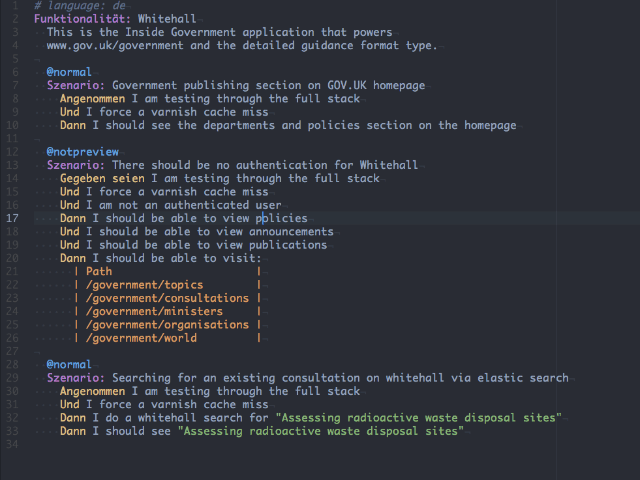 1 # language: de
2 Funktionalität: Whitehall
3 This is the Inside Government application that powers
4 www.gov.uk/government and the detailed guidance format type.
5
6 @normal
7 Szenario: Government publishing section on GOV.UK homepage
8 Angenommen I am testing through the full stack
9 Und I force a varnish cache miss
10 Dann I should see the departments and policies section on the homepage
11
12 @notpreview
13 Szenario: There should be no authentication for Whitehall
14 Gegeben seien I am testing through the full stack
15 Und I force a varnish cache miss
16 Und I am not an authenticated user
17 Dann I should be able to view policies
18 Und I should be able to view announcements
19 Und I should be able to view publications
20 Dann I should be able to visit:
21 | Path |
22 | /government/topics |
23 | /government/consultations |
24 | /government/ministers |
25 | /government/organisations |
26 | /government/world |
27
28 @normal
29 Szenario: Searching for an existing consultation on whitehall via elastic search
30 Angenommen I am testing through the full stack
31 Und I force a varnish cache miss
32 Dann I do a whitehall search for "Assessing radioactive waste disposal sites"
33 Dann I should see "Assessing radioactive waste disposal sites"
34